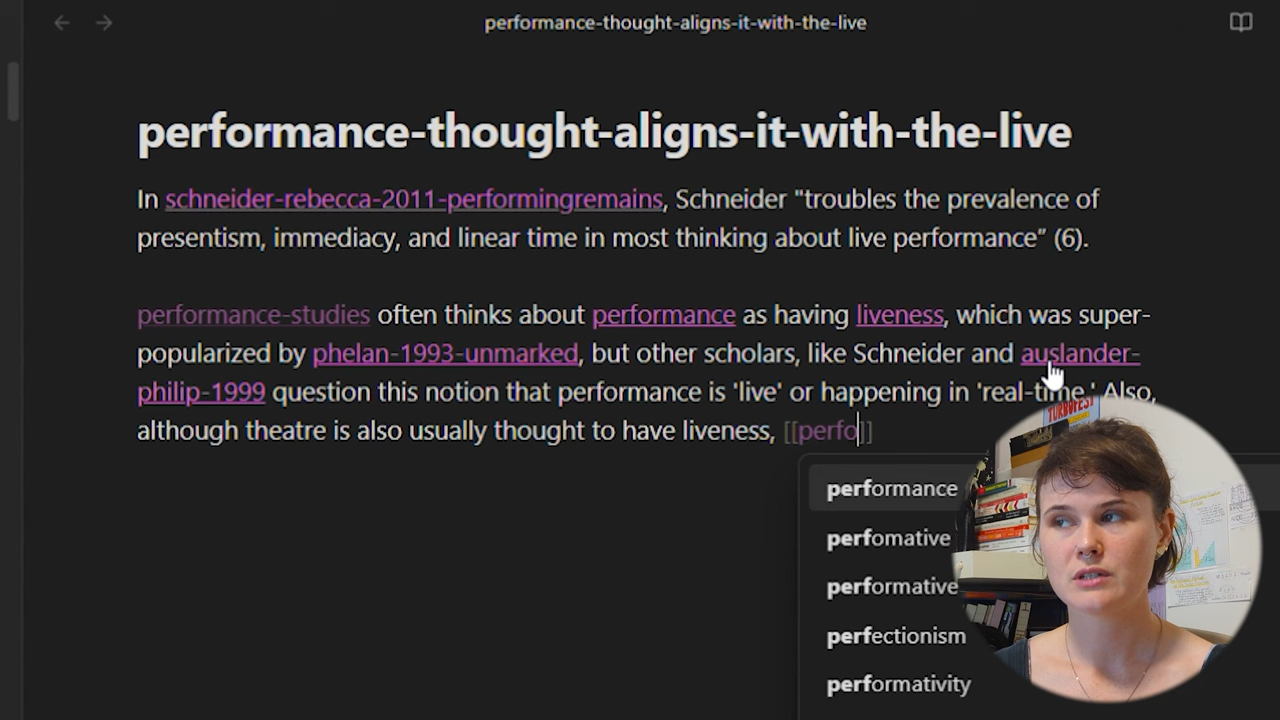 performance-thought-aligns-it-with-the-live
performance-thought-aligns-it-with-the-live
In schneider-rebecca-2011-performingremains, Schneider "troubles the prevalence of
presentism, immediacy, and linear time in most thinking about live performance” (6).
performance-studies often thinks about performance as having liveness, which was super-
popularized by phelan-1993-unmarked, but other scholars, like Schneider and auslander-
philip-1999 question this notion that performance is 'live' or happening in 'real-time.' Also,
although theatre is also usually thought to have liveness, [[perfo]]
performance
perfomative
performative
perfectionism
performativity
TURBOFEST